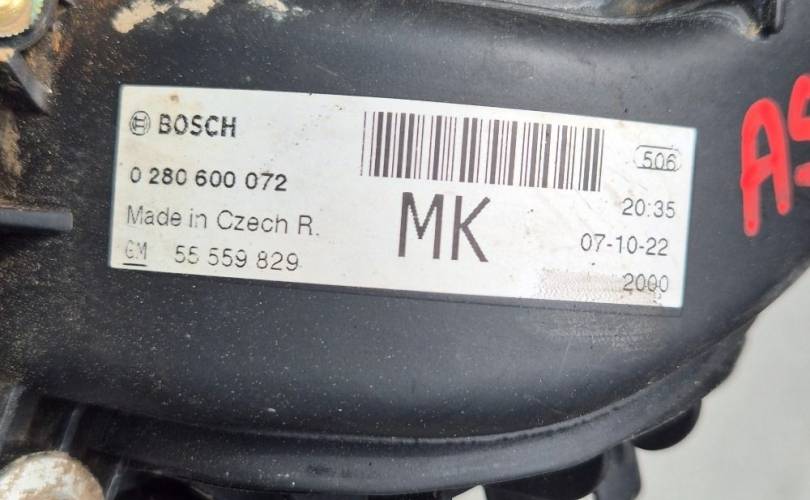 BOSCH
506
0 280 600 072
MK
20:35
Made in Czech R.
07-10-22
GM 55 559 829
2000
AS